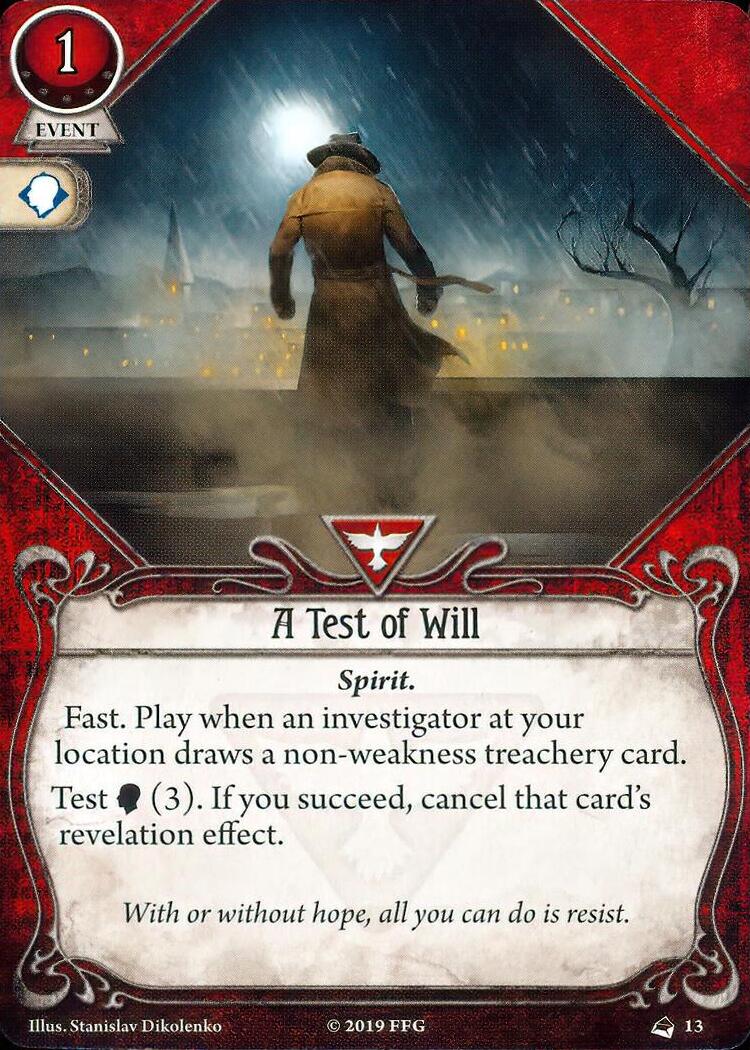 1
EVENT
A Test of Will
Spirit.
Fast. Play when an investigator at your
location draws a non-weakness treachery card.
Test (3). If you succeed, cancel that card's
revelation effect.
With or without hope, all you can do is resist.
Illus. Stanislav Dikolenko © 2019 FFG 13